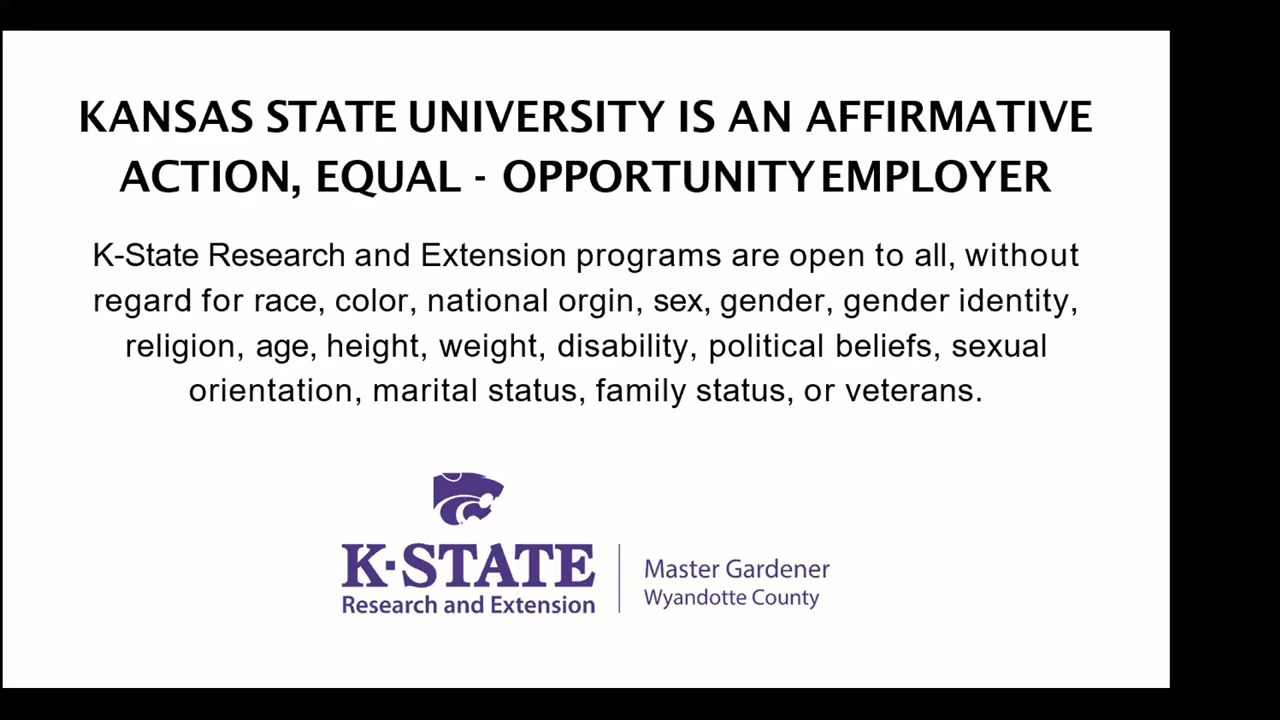 KANSAS STATE UNIVERSITY IS AN AFFIRMATIVE
ACTION, EQUAL - OPPORTUNITY EMPLOYER
K-State Research and Extension programs are open to all, without
regard for race, color, national orgin, sex, gender, gender identity,
religion, age, height, weight, disability, political beliefs, sexual
orientation, marital status, family status, or veterans.
K-STATE
Research and Extension
Master Gardener
Wyandotte County